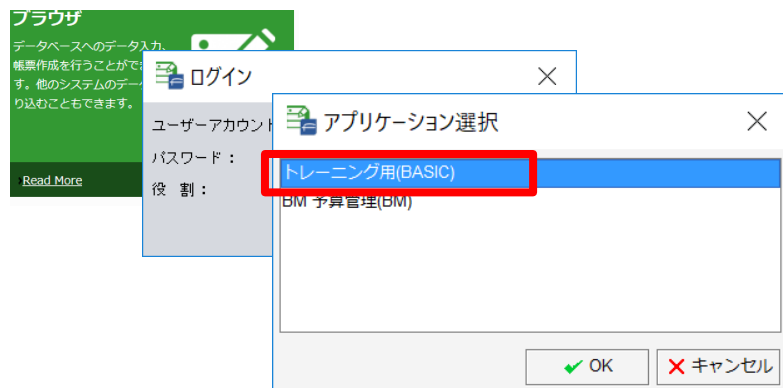 ブラウザ
データベースへのデータ入力、
帳票作成を行うことがで
す。他のシステムのデー
り込むこともできます。
Read More
ログイン
ユーザーアカウント
パスワード：
役 割：
アプリケーション選択
トレーニング用(BASIC)
BM 予算管理(BM)
OK
キャンセル